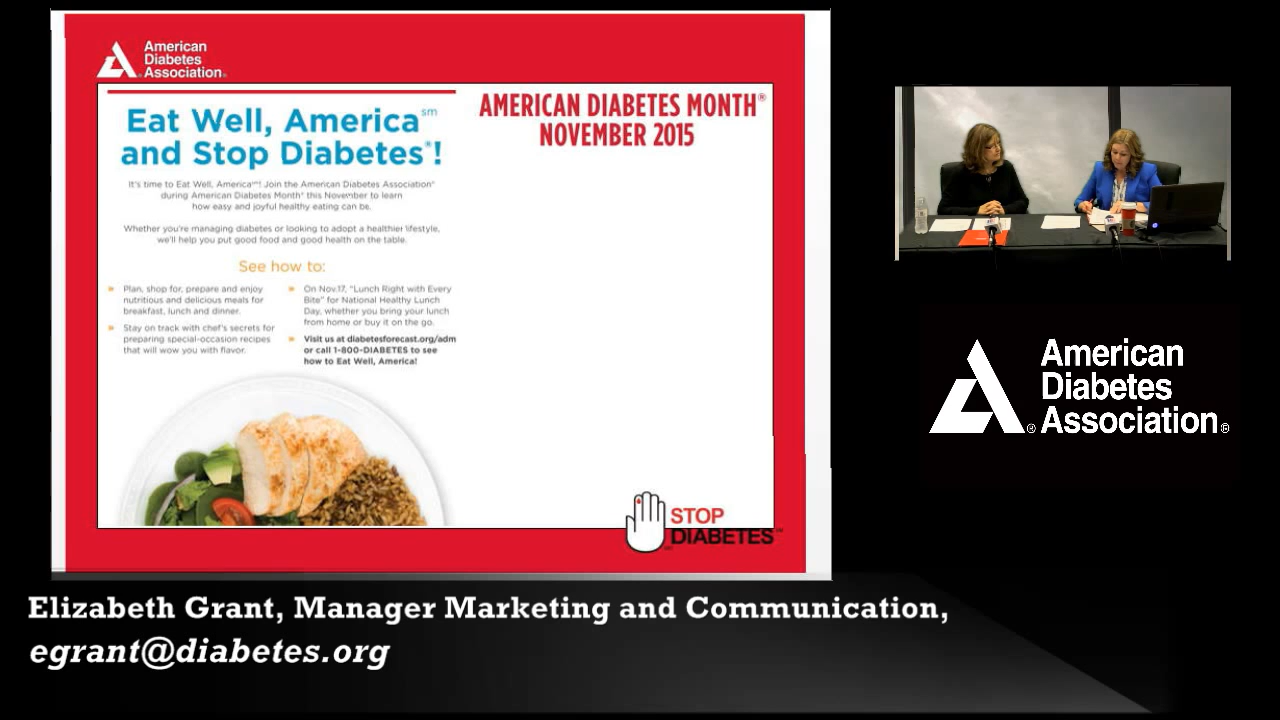 American
Diabetes
Association®
Eat Well, America℠
and Stop Diabetes®!
It's time to Eat Well, America℠! Join the American Diabetes Association®
during American Diabetes Month® this November to learn
how easy and joyful healthy eating can be.
Whether you're managing diabetes or looking to adopt a healthier lifestyle,
we'll help you put good food and good health on the table.
See how to:
» Plan, shop for, prepare and enjoy
nutritious and delicious meals for
breakfast, lunch and dinner.
» Stay on track with chef's secrets for
preparing special-occasion recipes
that will wow you with flavor.
» On Nov.17, "Lunch Right with Every
Bite" for National Healthy Lunch
Day, whether you bring your lunch
from home or buy it on the go.
» Visit us at diabetesforecast.org/adm
or call 1-800-DIABETES to see
how to Eat Well, America!
AMERICAN DIABETES MONTH®
NOVEMBER 2015
STOP
DIABETES℠
American
Diabetes
Association®
Elizabeth Grant, Manager Marketing and Communication,
egrant@diabetes.org